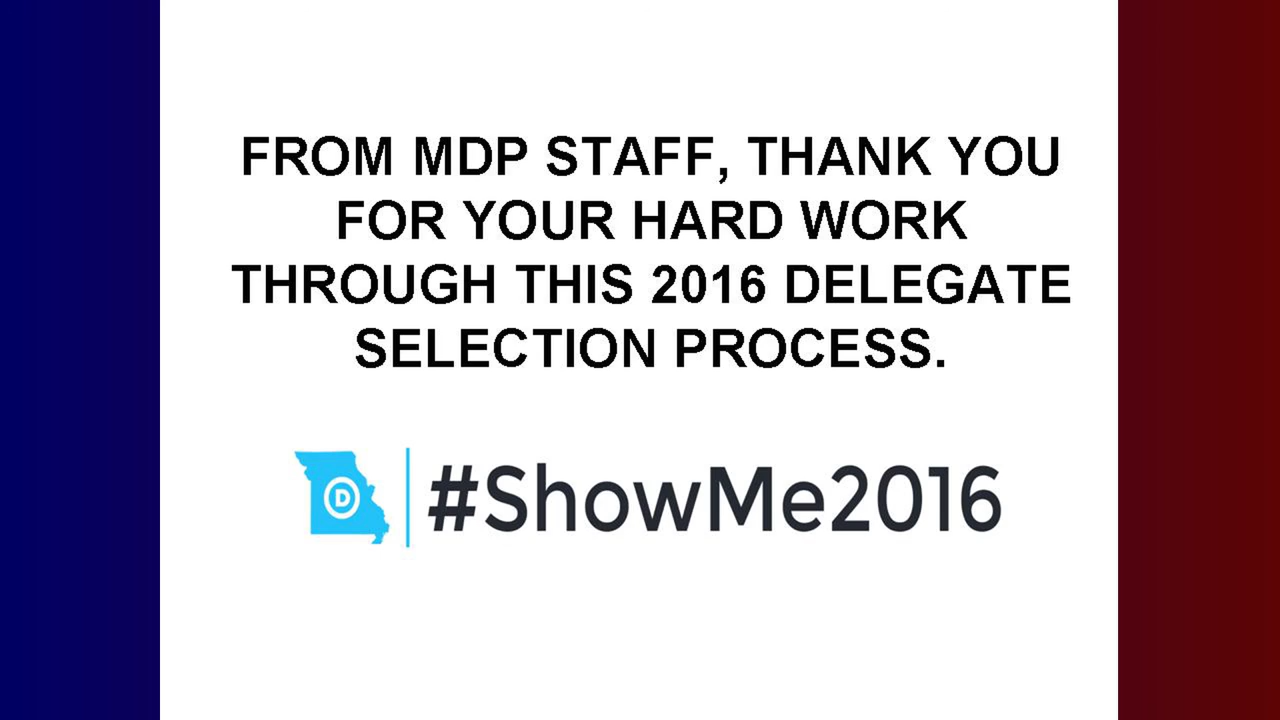 FROM MDP STAFF, THANK YOU
FOR YOUR HARD WORK
THROUGH THIS 2016 DELEGATE
SELECTION PROCESS.
D
#ShowMe2016